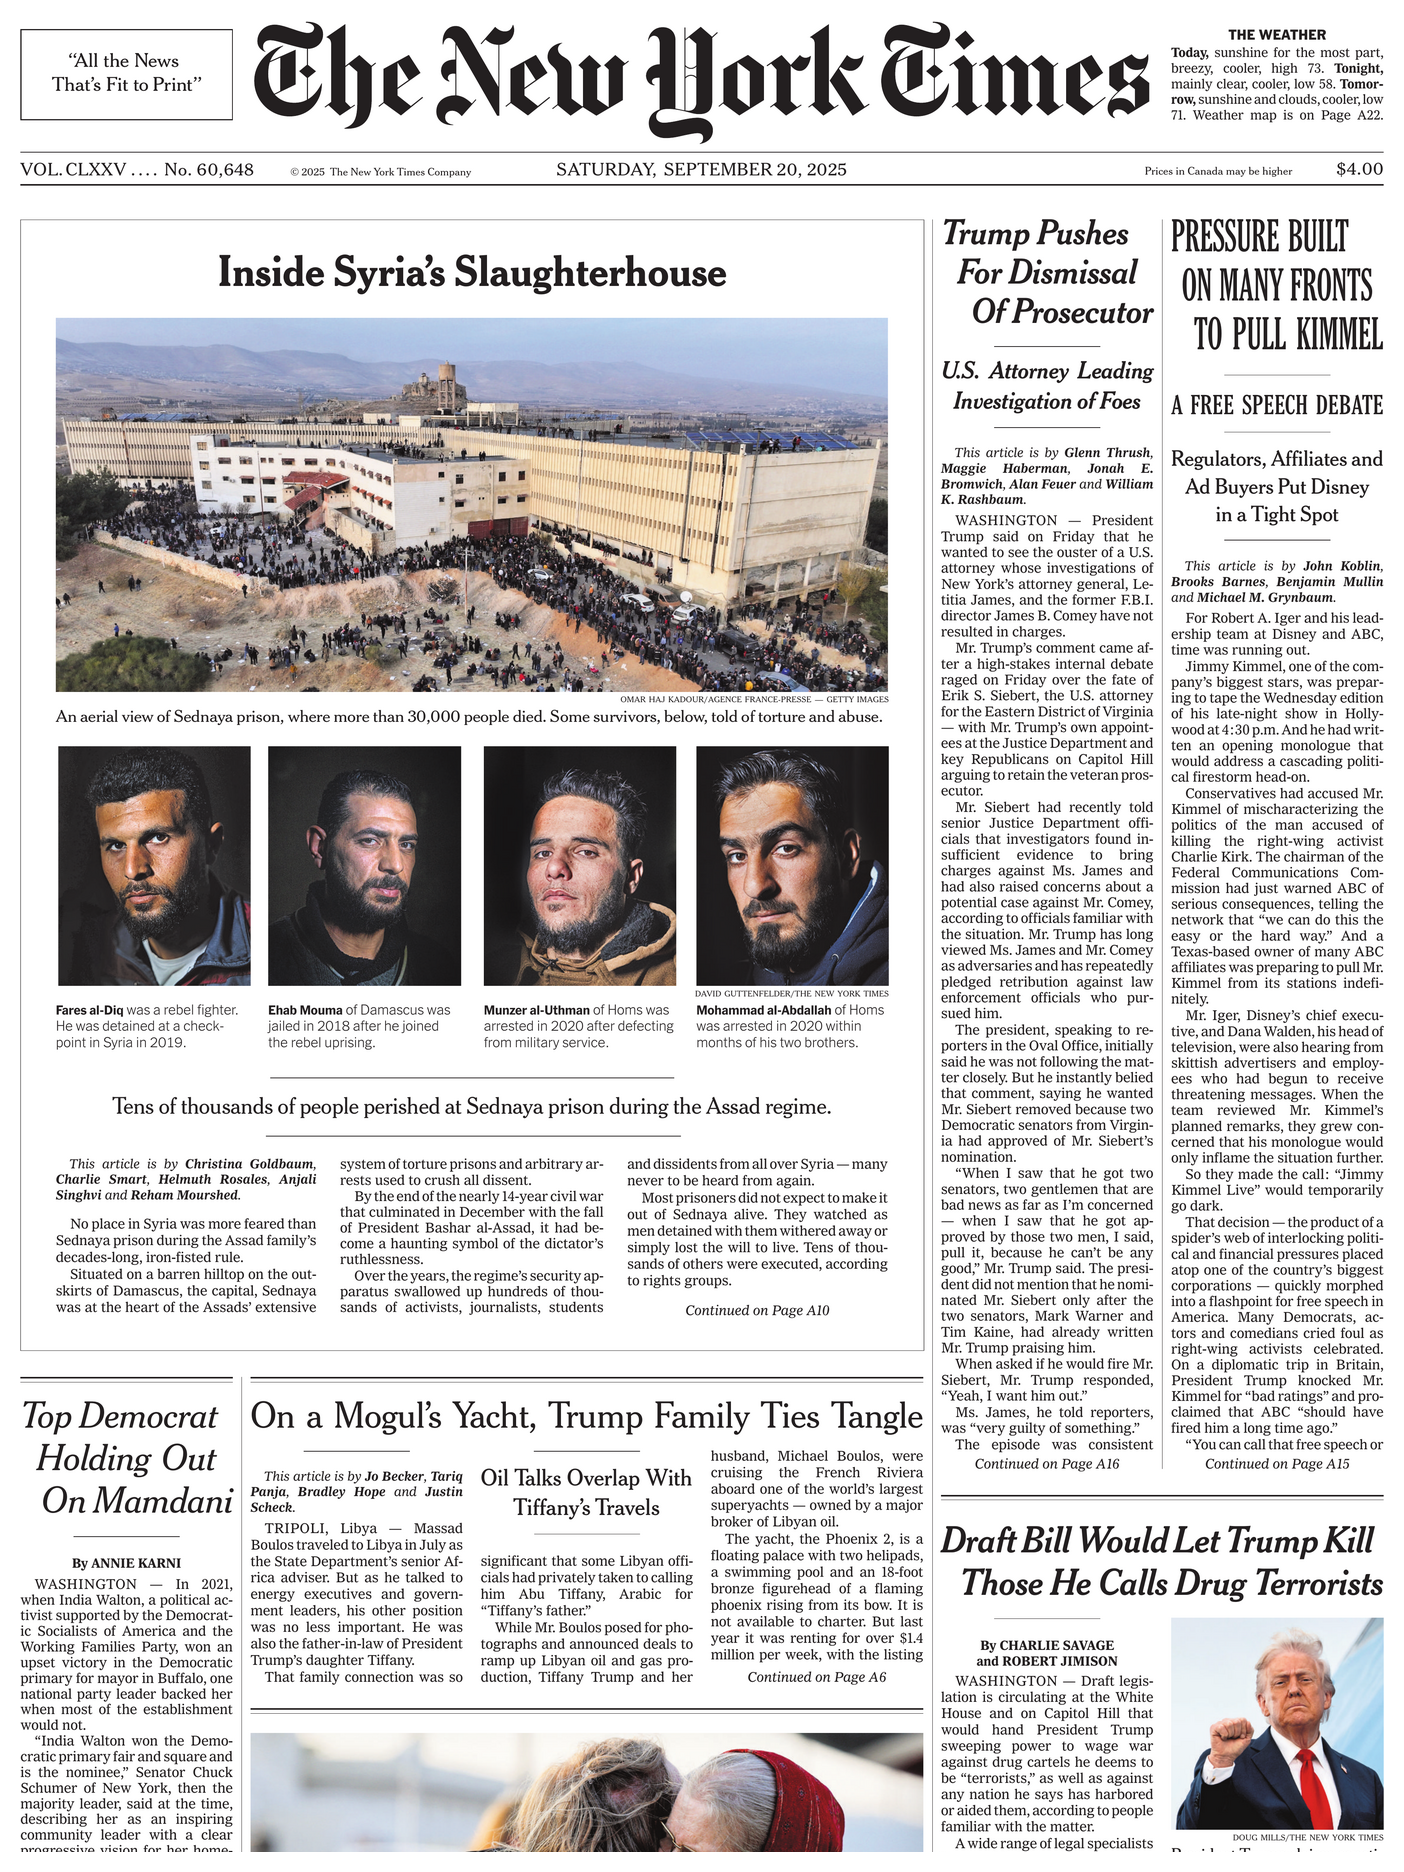 “All the News
That’s Fit to Print”
The New York Times
THE WEATHER
Today, sunshine for the most part,
breezy, cooler, high 73. Tonight,
mainly clear, cooler, low 58. Tomor-
row, sunshine and clouds, cooler, low
71. Weather map is on Page A22.
VOL. CLXXV .... No. 60,648
© 2025 The New York Times Company
SATURDAY, SEPTEMBER 20, 2025
Prices in Canada may be higher
$4.00
Inside Syria’s Slaughterhouse
OMAR HAJ KADOUR/AGENCE FRANCE-PRESSE — GETTY IMAGES
An aerial view of Sednaya prison, where more than 30,000 people died. Some survivors, below, told of torture and abuse.
DAVID GUTTENFELDER/THE NEW YORK TIMES
Fares al-Diq was a rebel fighter.
He was detained at a check-
point in Syria in 2019.
Ehab Mouma of Damascus was
jailed in 2018 after he joined
the rebel uprising.
Munzer al-Uthman of Homs was
arrested in 2020 after defecting
from military service.
Mohammad al-Abdallah of Homs
was arrested in 2020 within
months of his two brothers.
Tens of thousands of people perished at Sednaya prison during the Assad regime.
This article is by Christina Goldbaum,
Charlie Smart, Helmuth Rosales, Anjali
Singhvi and Reham Mourshed.
No place in Syria was more feared than
Sednaya prison during the Assad family’s
decades-long, iron-fisted rule.
Situated on a barren hilltop on the out-
skirts of Damascus, the capital, Sednaya
was at the heart of the Assads’ extensive
system of torture prisons and arbitrary ar-
rests used to crush all dissent.
By the end of the nearly 14-year civil war
that culminated in December with the fall
of President Bashar al-Assad, it had be-
come a haunting symbol of the dictator’s
ruthlessness.
Over the years, the regime’s security ap-
paratus swallowed up hundreds of thou-
sands of activists, journalists, students
and dissidents from all over Syria — many
never to be heard from again.
Most prisoners did not expect to make it
out of Sednaya alive. They watched as
men detained with them withered away or
simply lost the will to live. Tens of thou-
sands of others were executed, according
to rights groups.
Continued on Page A10
Trump Pushes
For Dismissal
Of Prosecutor
U.S. Attorney Leading
Investigation of Foes
This article is by Glenn Thrush,
Maggie Haberman, Jonah E.
Bromwich, Alan Feuer and William
K. Rashbaum.
WASHINGTON — President
Trump said on Friday that he
wanted to see the ouster of a U.S.
attorney whose investigations of
New York’s attorney general, Le-
titia James, and the former F.B.I.
director James B. Comey have not
resulted in charges.
Mr. Trump’s comment came af-
ter a high-stakes internal debate
raged on Friday over the fate of
Erik S. Siebert, the U.S. attorney
for the Eastern District of Virginia
— with Mr. Trump’s own appoint-
ees at the Justice Department and
key Republicans on Capitol Hill
arguing to retain the veteran pros-
ecutor.
Mr. Siebert had recently told
senior Justice Department offi-
cials that investigators found in-
sufficient evidence to bring
charges against Ms. James and
had also raised concerns about a
potential case against Mr. Comey,
according to officials familiar with
the situation. Mr. Trump has long
viewed Ms. James and Mr. Comey
as adversaries and has repeatedly
pledged retribution against law
enforcement officials who pur-
sued him.
The president, speaking to re-
porters in the Oval Office, initially
said he was not following the mat-
ter closely. But he instantly belied
that comment, saying he wanted
Mr. Siebert removed because two
Democratic senators from Virgin-
ia had approved of Mr. Siebert’s
nomination.
“When I saw that he got two
senators, two gentlemen that are
bad news as far as I’m concerned
— when I saw that he got ap-
proved by those two men, I said,
pull it, because he can’t be any
good,” Mr. Trump said. The presi-
dent did not mention that he nomi-
nated Mr. Siebert only after the
two senators, Mark Warner and
Tim Kaine, had already written
Mr. Trump praising him.
When asked if he would fire Mr.
Siebert, Mr. Trump responded,
“Yeah, I want him out.”
Ms. James, he told reporters,
was “very guilty of something.”
The episode was consistent
Continued on Page A16
PRESSURE BUILT
ON MANY FRONTS
TO PULL KIMMEL
A FREE SPEECH DEBATE
Regulators, Affiliates and
Ad Buyers Put Disney
in a Tight Spot
This article is by John Koblin,
Brooks Barnes, Benjamin Mullin
and Michael M. Grynbaum.
For Robert A. Iger and his lead-
ership team at Disney and ABC,
time was running out.
Jimmy Kimmel, one of the com-
pany’s biggest stars, was prepar-
ing to tape the Wednesday edition
of his late-night show in Holly-
wood at 4:30 p.m. And he had writ-
ten an opening monologue that
would address a cascading politi-
cal firestorm head-on.
Conservatives had accused Mr.
Kimmel of mischaracterizing the
politics of the man accused of
killing the right-wing activist
Charlie Kirk. The chairman of the
Federal Communications Com-
mission had just warned ABC of
serious consequences, telling the
network that “we can do this the
easy or the hard way.” And a
Texas-based owner of many ABC
affiliates was preparing to pull Mr.
Kimmel from its stations indefi-
nitely.
Mr. Iger, Disney’s chief execu-
tive, and Dana Walden, his head of
television, were also hearing from
skittish advertisers and employ-
ees who had begun to receive
threatening messages. When the
team reviewed Mr. Kimmel’s
planned remarks, they grew con-
cerned that his monologue would
only inflame the situation further.
So they made the call: “Jimmy
Kimmel Live” would temporarily
go dark.
That decision — the product of a
spider’s web of interlocking politi-
cal and financial pressures placed
atop one of the country’s biggest
corporations — quickly morphed
into a flashpoint for free speech in
America. Many Democrats, ac-
tors and comedians cried foul as
right-wing activists celebrated.
On a diplomatic trip in Britain,
President Trump knocked Mr.
Kimmel for “bad ratings” and pro-
claimed that ABC “should have
fired him a long time ago.”
“You can call that free speech or
Continued on Page A15
Top Democrat
Holding Out
On Mamdani
By ANNIE KARNI
WASHINGTON — In 2021,
when India Walton, a political ac-
tivist supported by the Democrat-
ic Socialists of America and the
Working Families Party, won an
upset victory in the Democratic
primary for mayor in Buffalo, one
national party leader backed her
when most of the establishment
would not.
“India Walton won the Demo-
cratic primary fair and square and
is the nominee,” Senator Chuck
Schumer of New York, then the
majority leader, said at the time,
describing her as an inspiring
community leader with a clear
progressive vision for her home-
On a Mogul’s Yacht, Trump Family Ties Tangle
This article is by Jo Becker, Tariq
Panja, Bradley Hope and Justin
Scheck.
TRIPOLI, Libya — Massad
Boulos traveled to Libya in July as
the State Department’s senior Af-
rica adviser. But as he talked to
energy executives and govern-
ment leaders, his other position
was no less important. He was
also the father-in-law of President
Trump’s daughter Tiffany.
That family connection was so
Oil Talks Overlap With
Tiffany’s Travels
significant that some Libyan offi-
cials had privately taken to calling
him Abu Tiffany, Arabic for
“Tiffany’s father.”
While Mr. Boulos posed for pho-
tographs and announced deals to
ramp up Libyan oil and gas pro-
duction, Tiffany Trump and her
husband, Michael Boulos, were
cruising the French Riviera
aboard one of the world’s largest
superyachts — owned by a major
broker of Libyan oil.
The yacht, the Phoenix 2, is a
floating palace with two helipads,
a swimming pool and an 18-foot
bronze figurehead of a flaming
phoenix rising from its bow. It is
not available to charter. But last
year it was renting for over $1.4
million per week, with the listing
Continued on Page A6
Draft Bill Would Let Trump Kill
Those He Calls Drug Terrorists
By CHARLIE SAVAGE
and ROBERT JIMISON
WASHINGTON — Draft legis-
lation is circulating at the White
House and on Capitol Hill that
would hand President Trump
sweeping power to wage war
against drug cartels he deems to
be “terrorists,” as well as against
any nation he says has harbored
or aided them, according to people
familiar with the matter.
A wide range of legal specialists
DOUG MILLS/THE NEW YORK TIMES